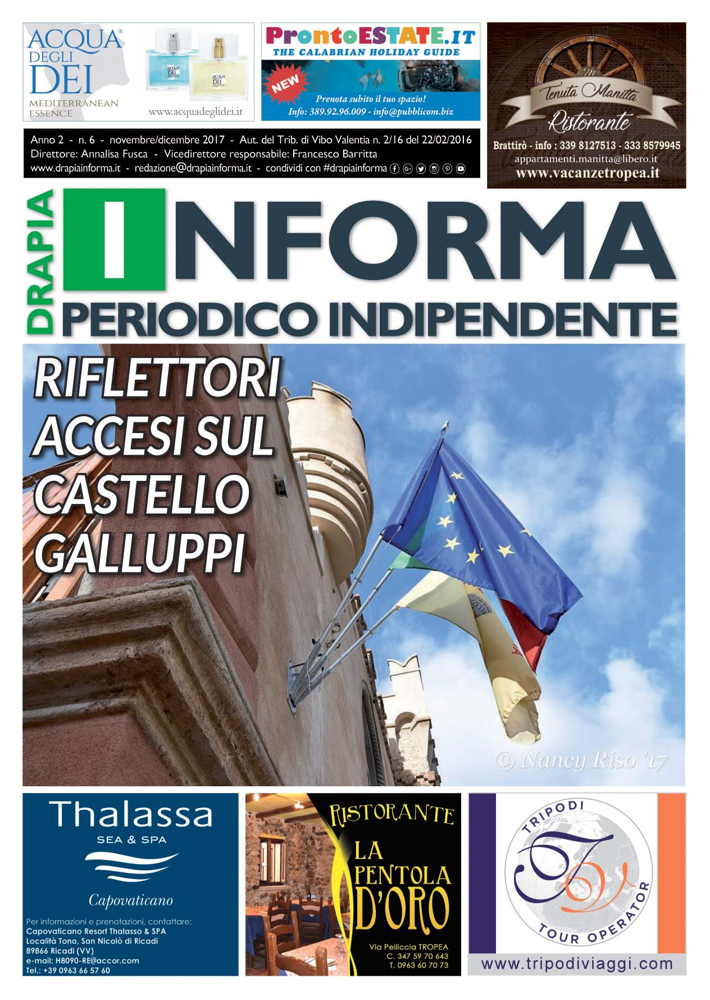 ACQUA®
DEGLI
DEI
MEDITERRANEAN
ESSENCE
ACQUA
DEGLI
DEI
ACQUA
DEGLI
DEI
www.acquadeglidei.it
ProntoESTATE.IT
THE CALABRIAN HOLIDAY GUIDE
NEW
Prenota subito il tuo spazio!
Info: 389.92.96.009 - info@pubblicom.biz
Tenuta Manitta
Ristorante
Brattirò - info : 339 8127513 - 333 8579945
appartamenti.manitta@libero.it
www.vacanzetropea.it
Anno 2 - n. 6 - novembre/dicembre 2017 - Aut. del Trib. di Vibo Valentia n. 2/16 del 22/02/2016
Direttore: Annalisa Fusca - Vicedirettore responsabile: Francesco Barritta
www.drapiainforma.it - redazione@drapiainforma.it - condividi con #drapiainforma
DRAPIA
INFORMA
PERIODICO INDIPENDENTE
RIFLETTORI
ACCESI SUL
CASTELLO
GALLUPPI
© Nancy Riso '17
Thalassa
SEA & SPA
Capovaticano
Per informazioni e prenotazioni, contattare:
Capovaticano Resort Thalasso & SPA
Località Tono, San Nicolò di Ricadi
89866 Ricadi (VV)
e-mail: H8090-RE@accor.com
Tel.: +39 0963 66 57 60
RISTORANTE
LA
PENTOLA
D'ORO
Via Pelliccia TROPEA
C. 347 59 70 643
T. 0963 60 70 73
TRIPODI
TV
TOUR OPERATOR
www.tripodiviaggi.com